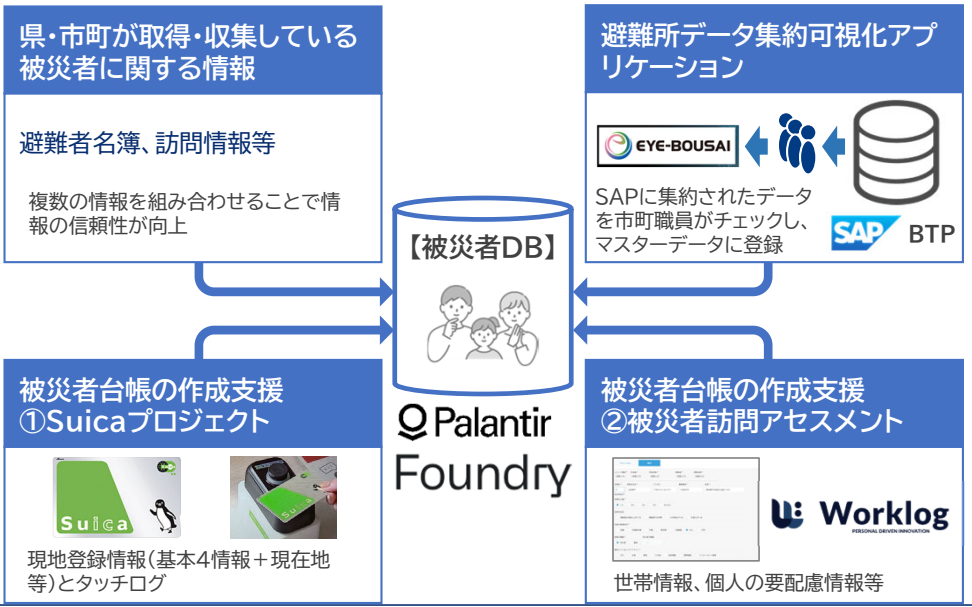 県・市町が取得・収集している
被災者に関する情報
避難者名簿、訪問情報等
複数の情報を組み合わせることで情
報の信頼性が向上
避難所データ集約可視化アプ
リケーション
EYE-BOUSAI
SAPに集約されたデータ
を市町職員がチェックし、
マスターデータに登録
SAP BTP
【被災者DB】
Palantir
Foundry
被災者台帳の作成支援
①Suicaプロジェクト
Suica
現地登録情報(基本4情報+現在地
等)とタッチログ
被災者台帳の作成支援
②被災者訪問アセスメント
Worklog
PERSONAL DRIVEN INNOVATION
世帯情報、個人の要配慮情報等